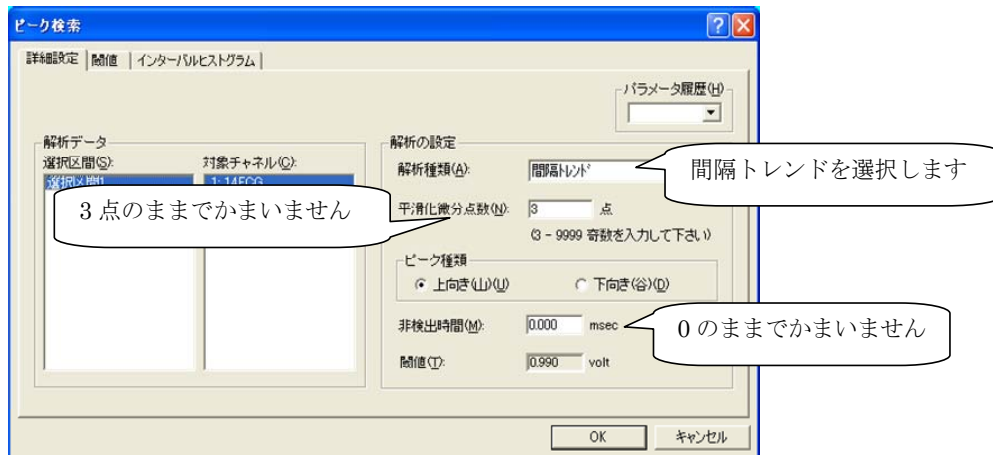 ピーク検索
詳細設定 閾値 インターバルヒストグラム
パラメータ履歴(H)
解析データ
選択区間(S): 対象チャネル(C):
選択区間1 1: 14ECG
解析の設定
解析種類(A): 間隔トレンド
間隔トレンドを選択します
3 点のままでかまいません
平滑化微分点数(N): 3 点
(3 - 9999 奇数を入力して下さい)
ピーク種類
上向き(山)(U) 下向き(谷)(D)
非検出時間(M): 0.000 msec
0 のままでかまいません
閾値(T): 0.990 volt
OK キャンセル